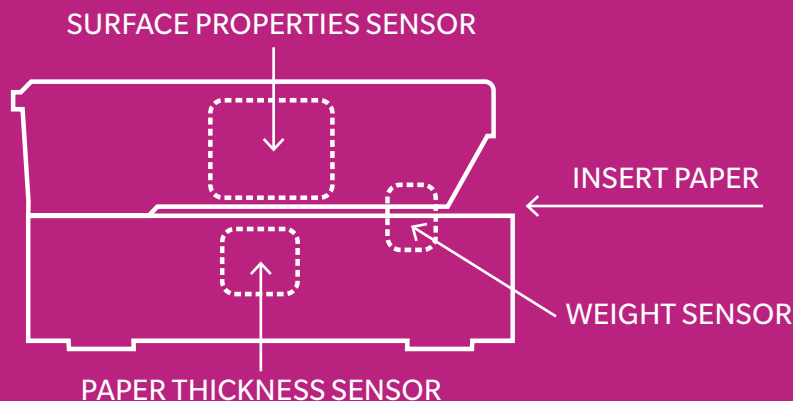 SURFACE PROPERTIES SENSOR
INSERT PAPER
WEIGHT SENSOR
PAPER THICKNESS SENSOR